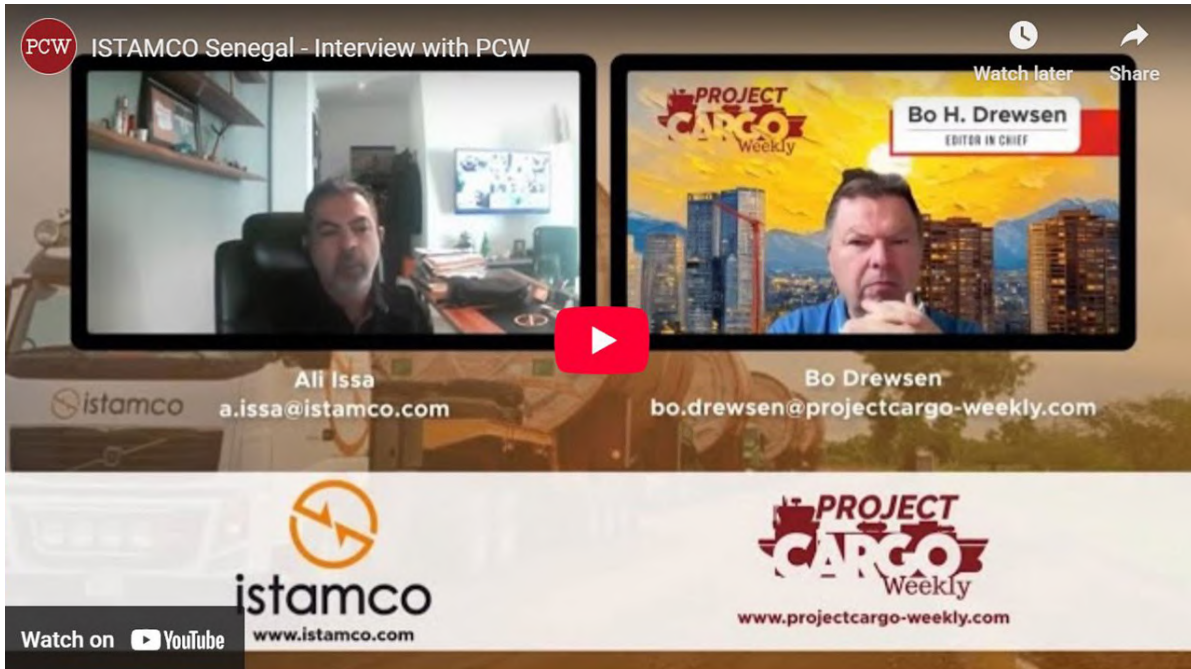 PCW
ISTAMCO Senegal - Interview with PCW
Watch later
Share
PROJECT
CARGO
Weekly
Bo H. Drewsen
EDITOR IN CHIEF
Ali Issa
a.issa@istamco.com
Bo Drewsen
bo.drewsen@projectcargo-weekly.com
istamco
istamco
www.istamco.com
PROJECT
CARGO
Weekly
www.projectcargo-weekly.com
Watch on YouTube